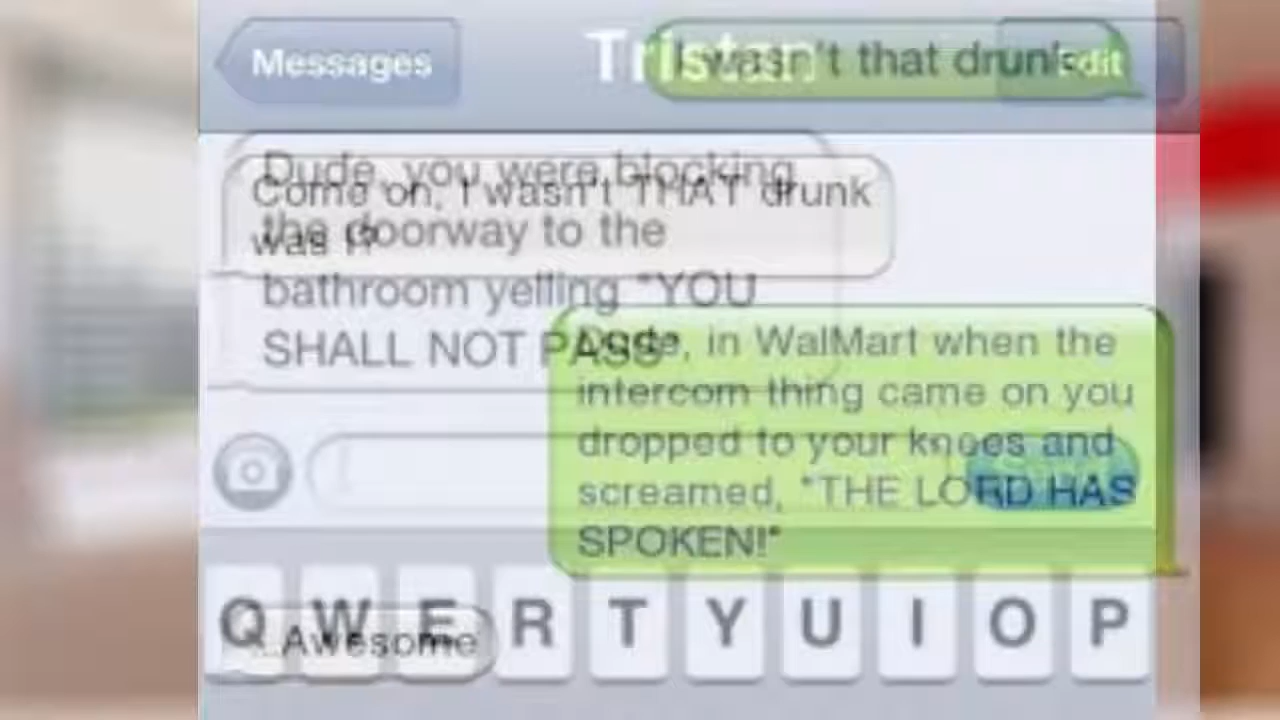 Messages
Tristan
Edit
I wasn't that drunk
Dude, you were blocking
the doorway to the
bathroom yelling "YOU
SHALL NOT PASS"
Come on, I wasn't THAT drunk
was I?
Dude, in WalMart when the
intercom thing came on you
dropped to your knees and
screamed, "THE LORD HAS
SPOKEN!"
Send
Q W E R T Y U I O P
...Awesome